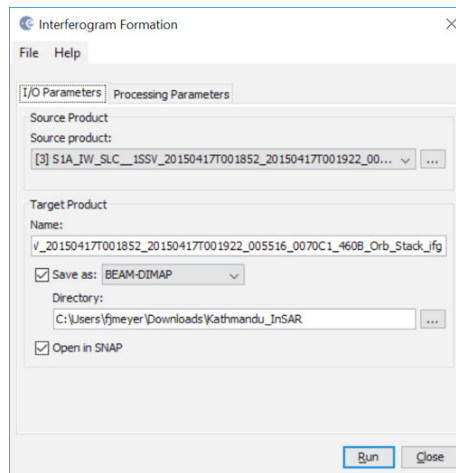 Interferogram Formation
File Help
I/O Parameters Processing Parameters
Source Product
Source product:
[3] S1A_IW_SLC__1SSV_20150417T001852_20150417T001922_00... ...
Target Product
Name:
V_20150417T001852_20150417T001922_005516_0070C1_460B_Orb_Stack_ifg
Save as: BEAM-DIMAP
Directory:
C:\Users\fjmeyer\Downloads\Kathmandu_InSAR ...
Open in SNAP
Run Close